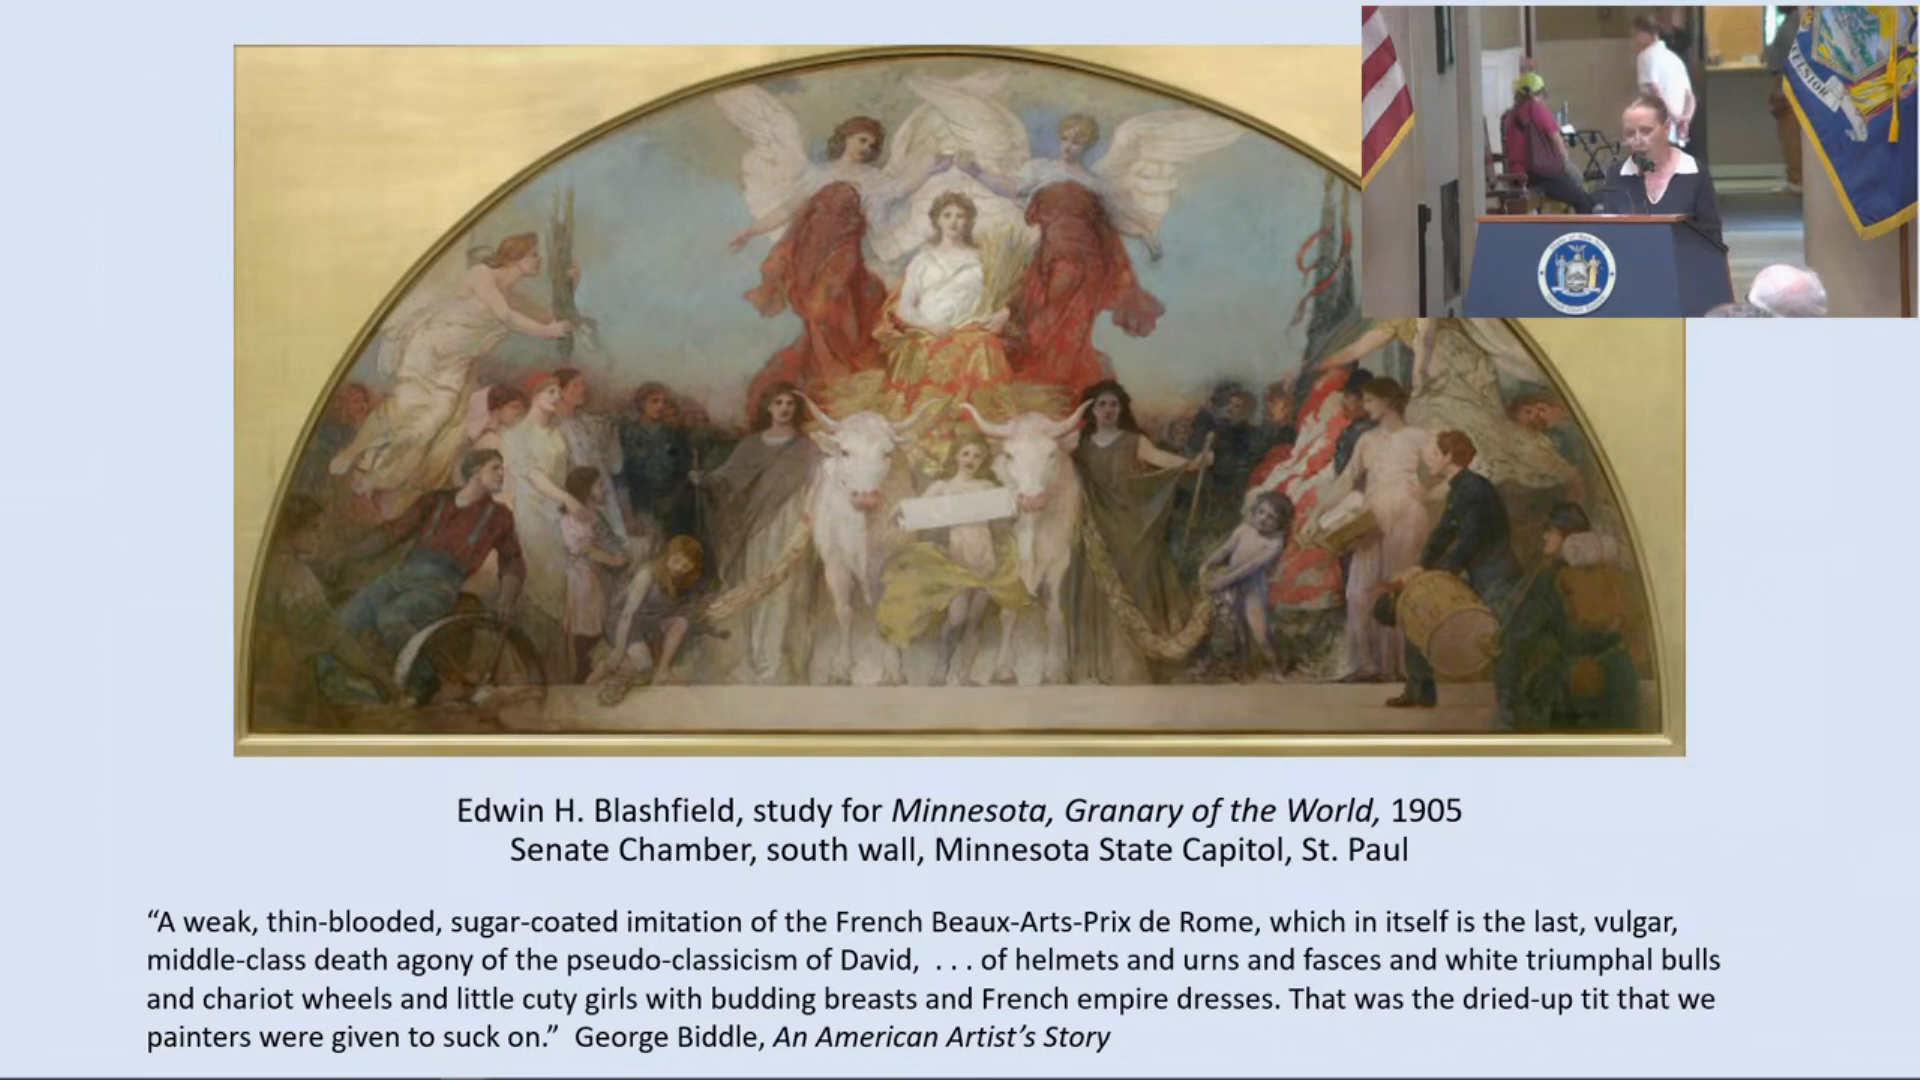 ELSIOR
Edwin H. Blashfield, study for Minnesota, Granary of the World, 1905
Senate Chamber, south wall, Minnesota State Capitol, St. Paul
“A weak, thin-blooded, sugar-coated imitation of the French Beaux-Arts-Prix de Rome, which in itself is the last, vulgar,
middle-class death agony of the pseudo-classicism of David,  . . . of helmets and urns and fasces and white triumphal bulls
and chariot wheels and little cuty girls with budding breasts and French empire dresses. That was the dried-up tit that we
painters were given to suck on.”  George Biddle, An American Artist’s Story